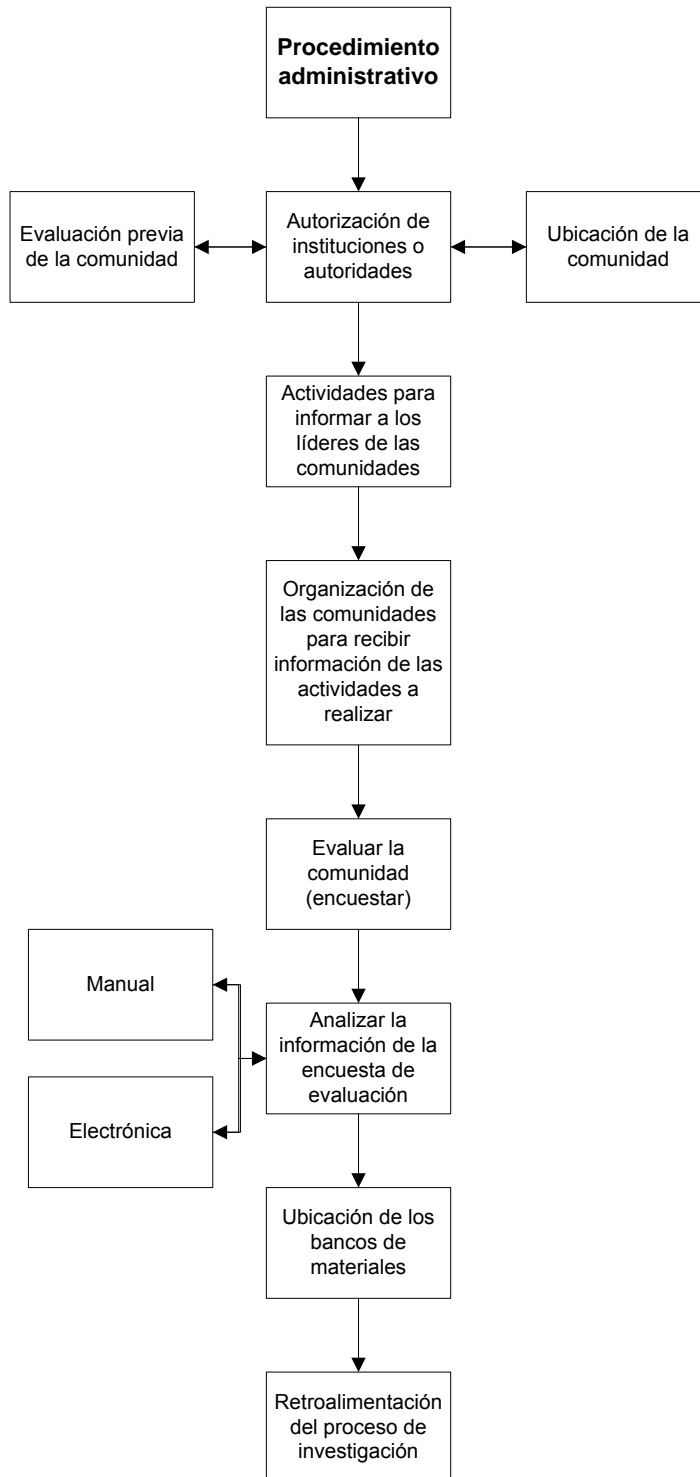 Procedimiento
administrativo
Evaluación previa
de la comunidad
Autorización de
instituciones o
autoridades
Ubicación de la
comunidad
Actividades para
informar a los
líderes de las
comunidades
Organización de
las comunidades
para recibir
información de las
actividades a
realizar
Evaluar la
comunidad
(encuestar)
Manual
Analizar la
información de la
encuesta de
evaluación
Electrónica
Ubicación de los
bancos de
materiales
Retroalimentación
del proceso de
investigación